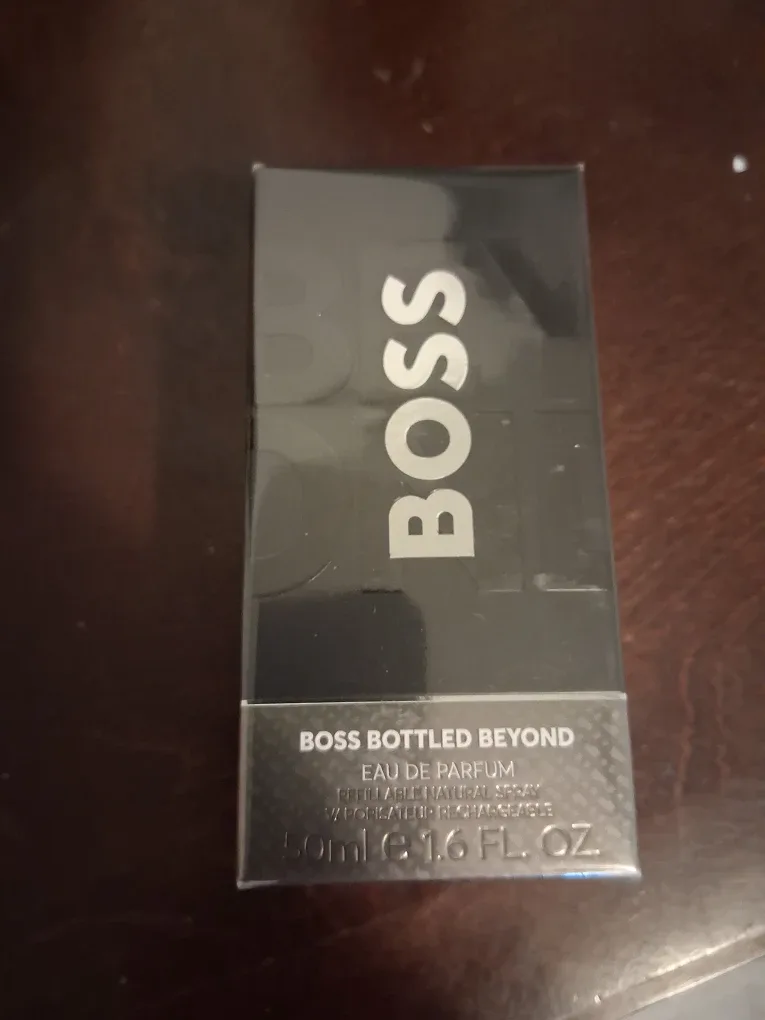 BOSS
BOSS BOTTLED BEYOND
EAU DE PARFUM
REFILLABLE NATURAL SPRAY
VAPORISATEUR RECHARGEABLE
50ml e 1.6 FL. OZ.